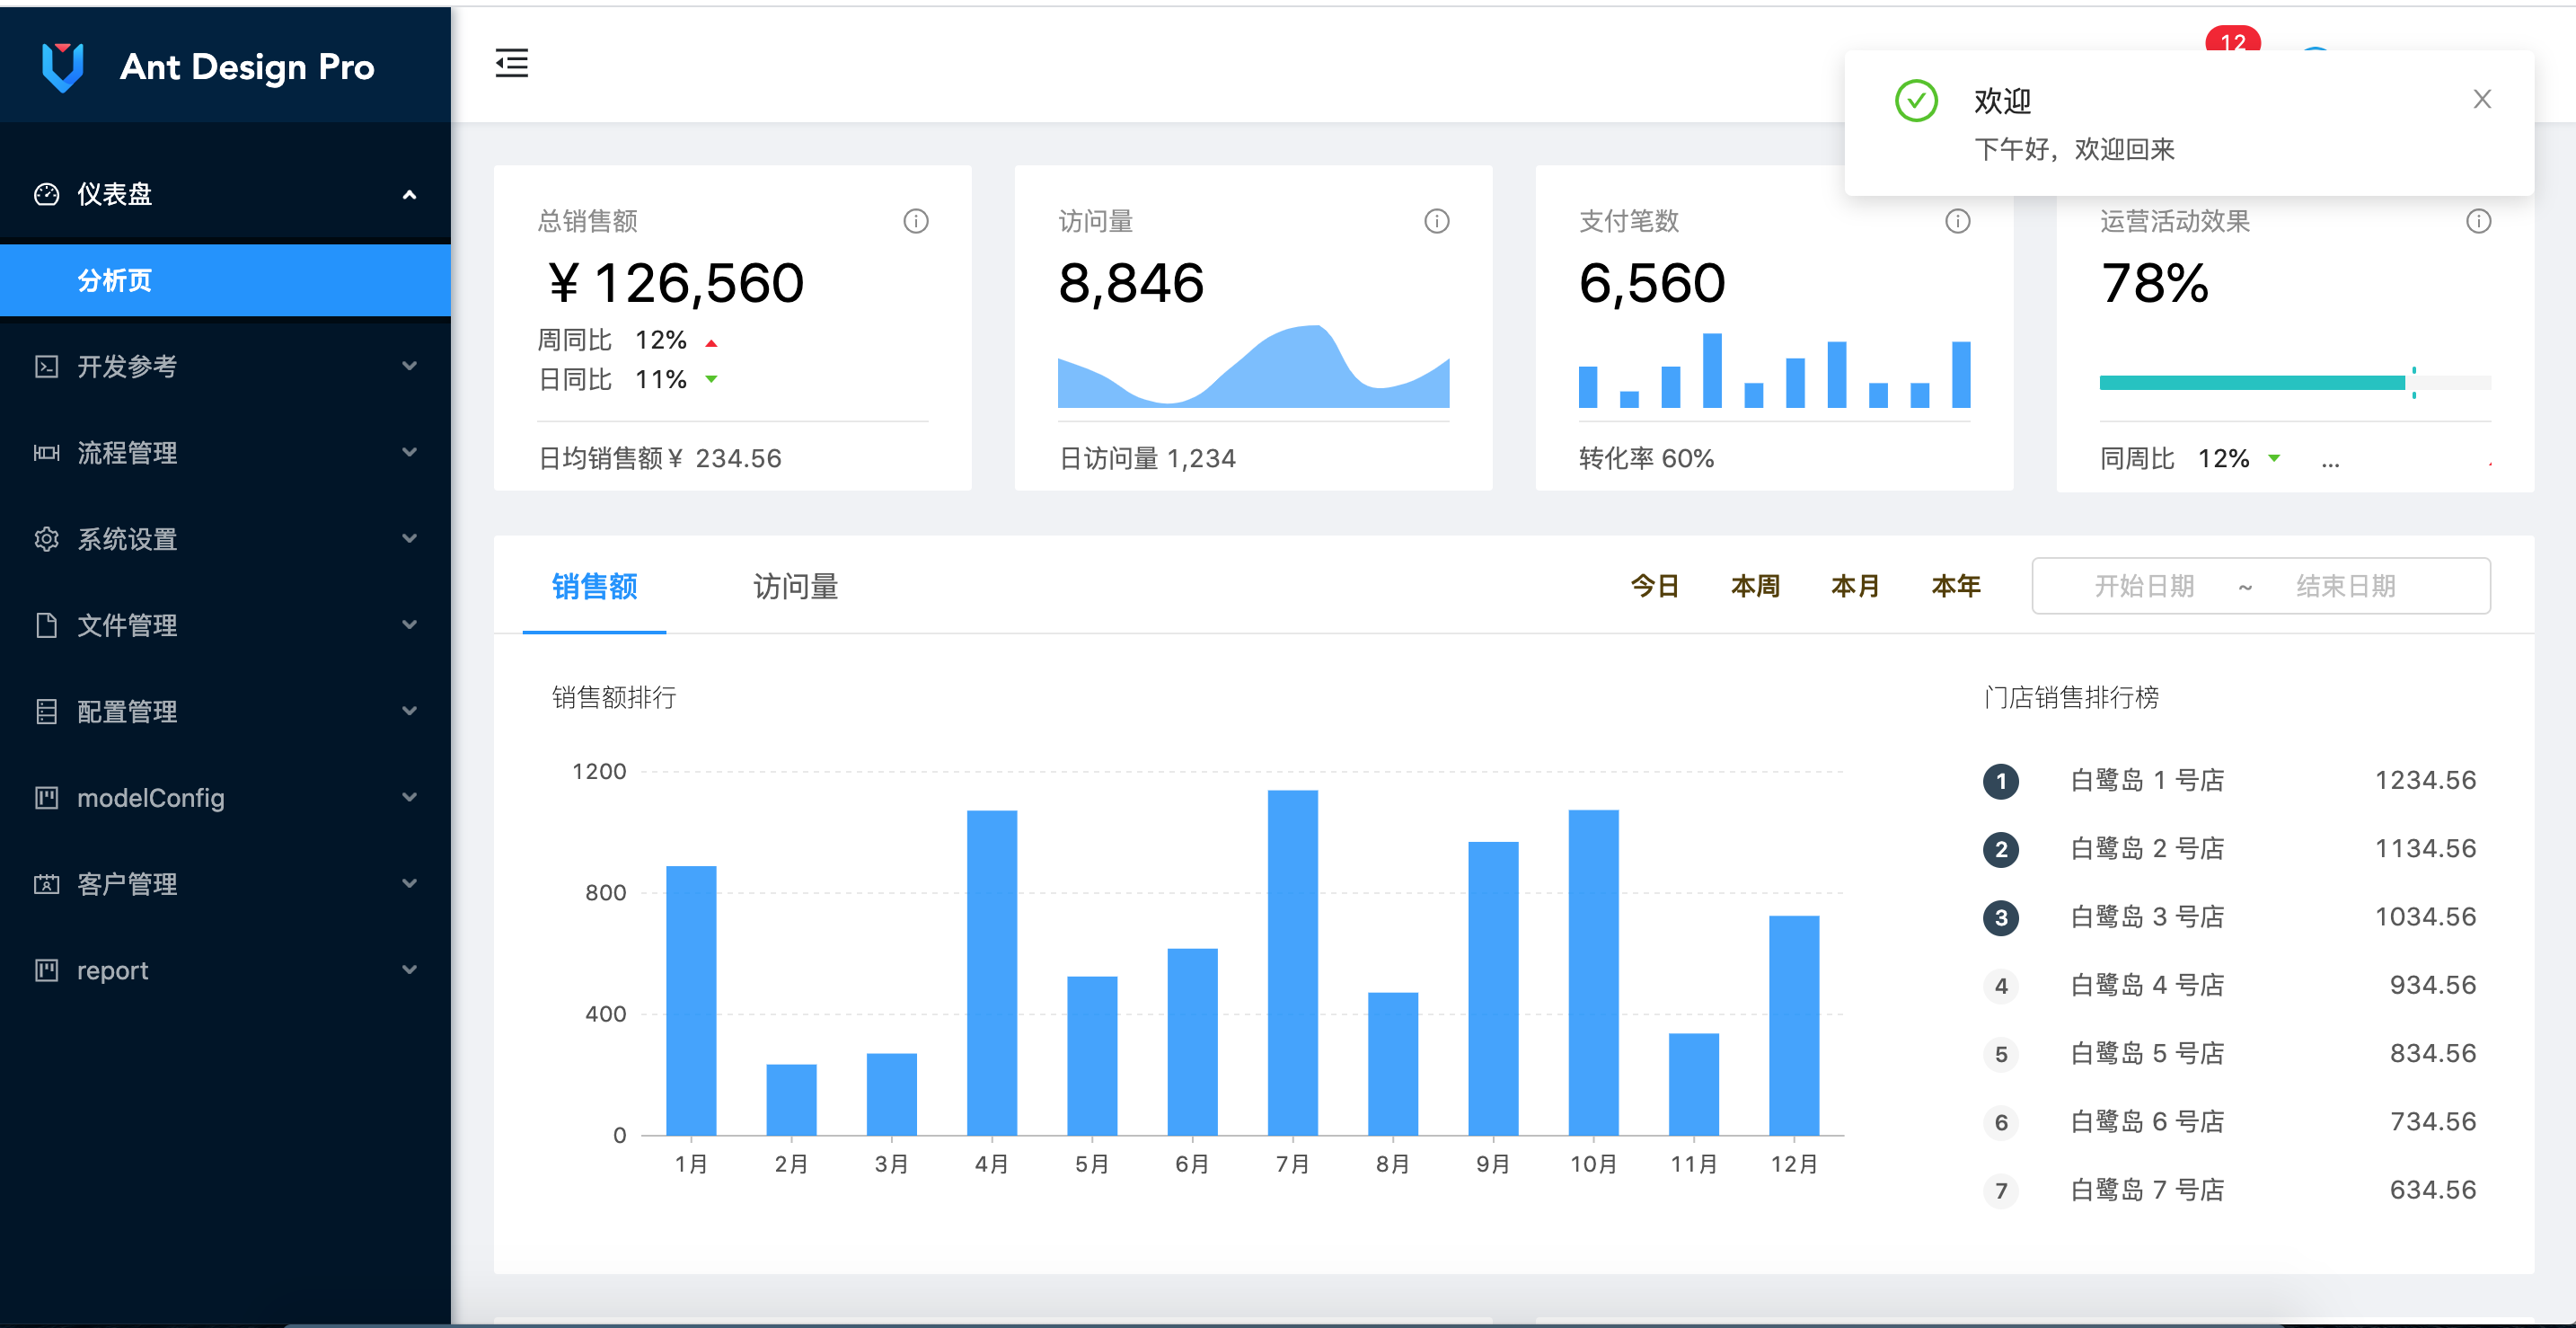 Ant Design Pro
12
欢迎
下午好，欢迎回来
仪表盘
分析页
开发参考
流程管理
系统设置
文件管理
配置管理
modelConfig
客户管理
report
总销售额
¥ 126,560
周同比 12%
日同比 11%
日均销售额¥ 234.56
访问量
8,846
日访问量 1,234
支付笔数
6,560
转化率 60%
运营活动效果
78%
同周比 12% ...
销售额 访问量 今日 本周 本月 本年 开始日期 ~ 结束日期
销售额排行
1200
800
400
0
1月 2月 3月 4月 5月 6月 7月 8月 9月 10月 11月 12月
门店销售排行榜
1 白鹭岛 1 号店 1234.56
2 白鹭岛 2 号店 1134.56
3 白鹭岛 3 号店 1034.56
4 白鹭岛 4 号店 934.56
5 白鹭岛 5 号店 834.56
6 白鹭岛 6 号店 734.56
7 白鹭岛 7 号店 634.56